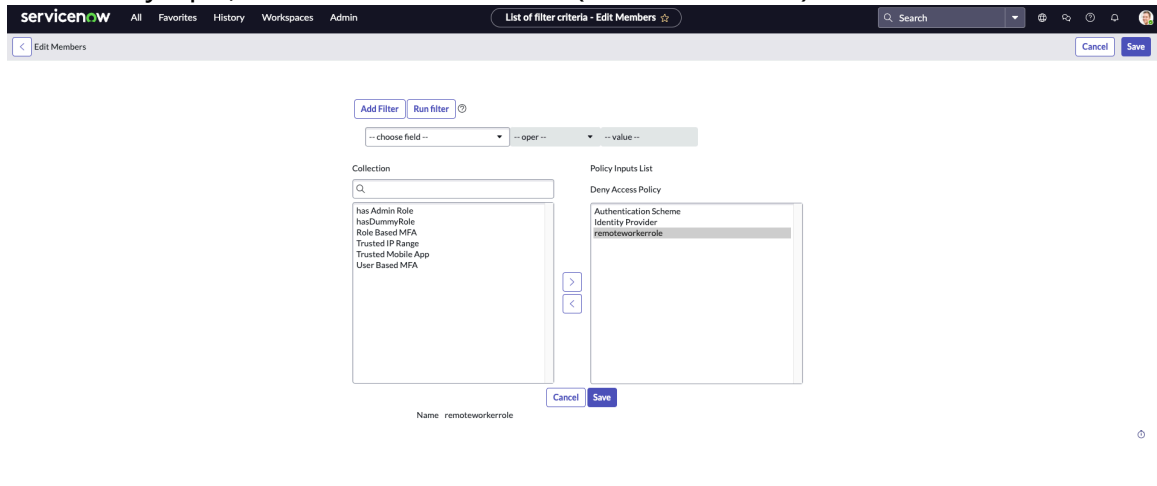 servicenow All Favorites History Workspaces Admin List of filter criteria - Edit Members Search
Edit Members Cancel Save
Add Filter Run filter
-- choose field -- -- oper -- -- value --
Collection
Policy Inputs List
Deny Access Policy
has Admin Role
hasDummyRole
Role Based MFA
Trusted IP Range
Trusted Mobile App
User Based MFA
Authentication Scheme
Identity Provider
remoteworkerrole
Cancel Save
Name remoteworkerrole